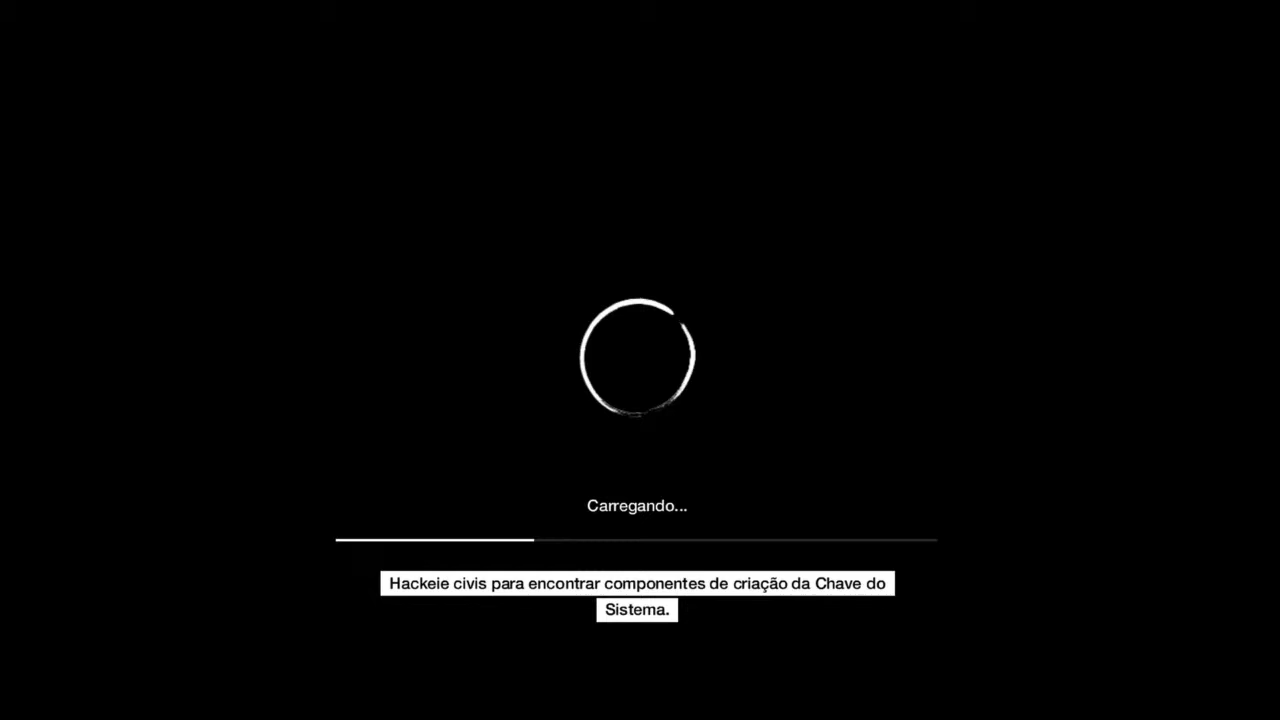 Carregando...
Hackeie civis para encontrar componentes de criação da Chave do
Sistema.